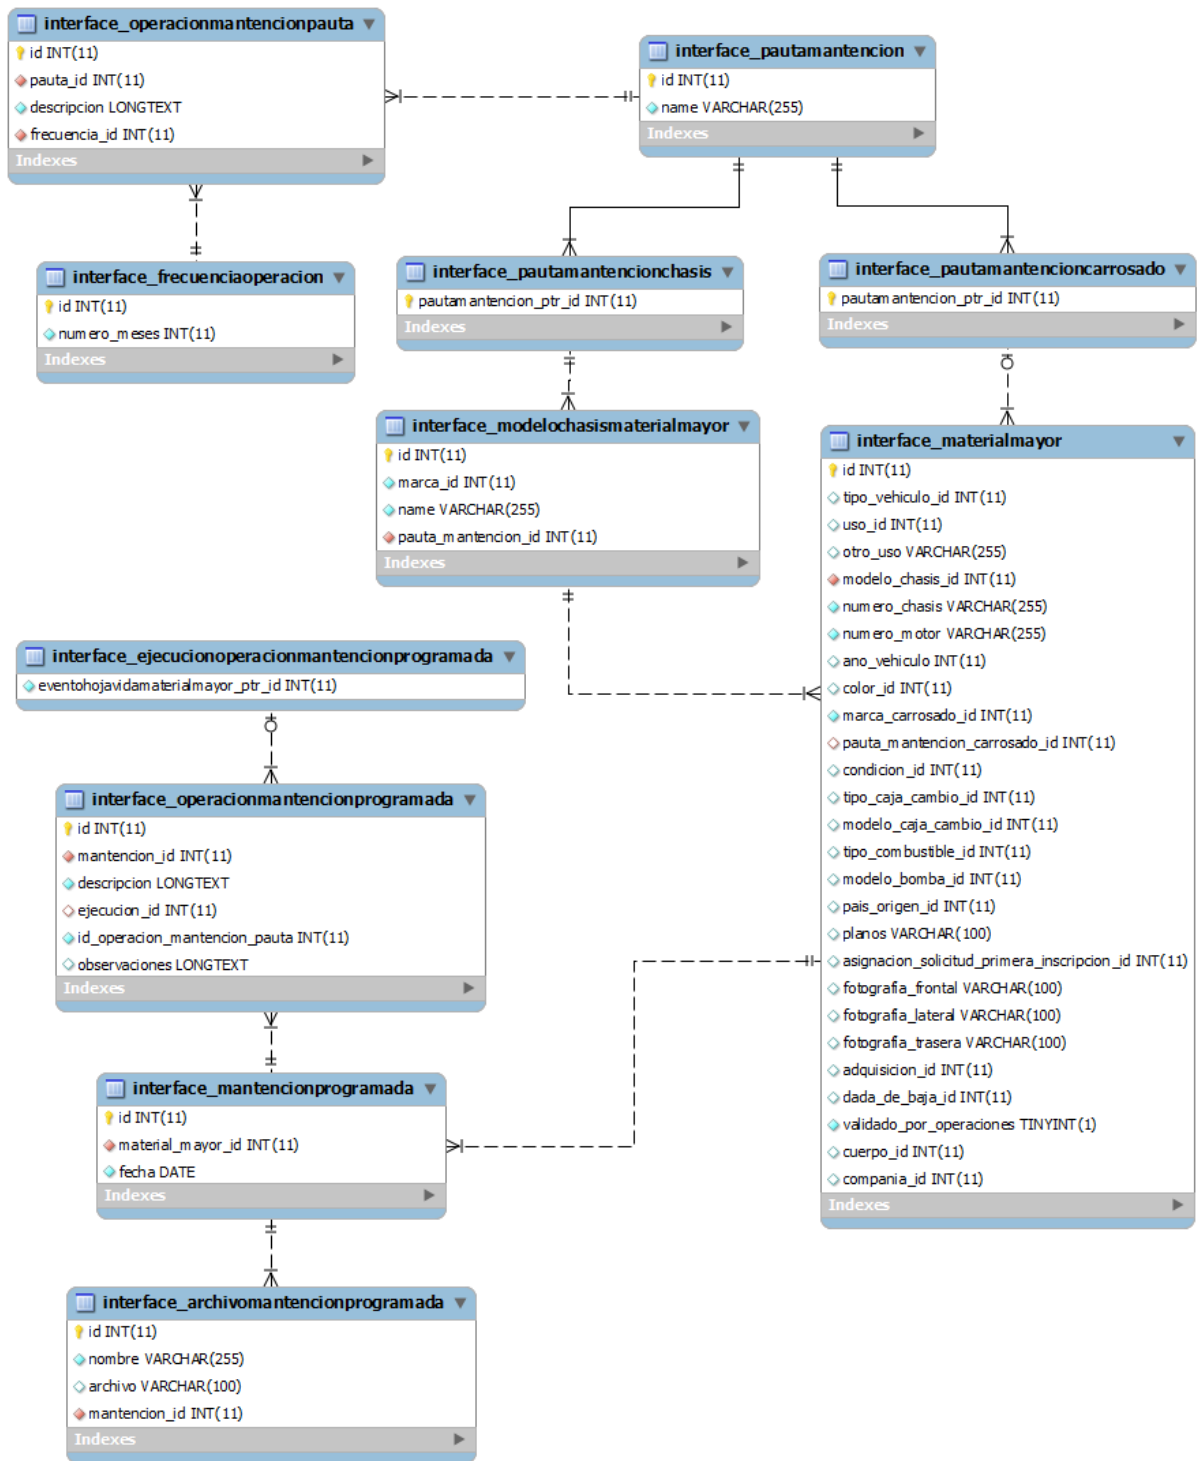 interface_operacionmantencionpauta
id INT(11)
pauta_id INT(11)
descripcion LONGTEXT
frecuencia_id INT(11)
Indexes
interface_pautamantencion
id INT(11)
name VARCHAR(255)
Indexes
interface_frecuenciaoperacion
id INT(11)
numero_meses INT(11)
Indexes
interface_pautamantencionchasis
pautamantencion_ptr_id INT(11)
Indexes
interface_pautamantencioncarrosado
pautamantencion_ptr_id INT(11)
Indexes
interface_modelochasismaterialmayor
id INT(11)
marca_id INT(11)
name VARCHAR(255)
pauta_mantencion_id INT(11)
Indexes
interface_materialmayor
id INT(11)
tipo_vehiculo_id INT(11)
uso_id INT(11)
otro_uso VARCHAR(255)
modelo_chasis_id INT(11)
numero_chasis VARCHAR(255)
numero_motor VARCHAR(255)
ano_vehiculo INT(11)
color_id INT(11)
marca_carrosado_id INT(11)
pauta_mantencion_carrosado_id INT(11)
condicion_id INT(11)
tipo_caja_cambio_id INT(11)
modelo_caja_cambio_id INT(11)
tipo_combustible_id INT(11)
modelo_bomba_id INT(11)
pais_origen_id INT(11)
planos VARCHAR(100)
asignacion_solicitud_primera_inscripcion_id INT(11)
fotografia_frontal VARCHAR(100)
fotografia_lateral VARCHAR(100)
fotografia_trasera VARCHAR(100)
adquisicion_id INT(11)
dada_de_baja_id INT(11)
validado_por_operaciones TINYINT(1)
cuerpo_id INT(11)
compania_id INT(11)
Indexes
interface_ejecucionoperacionmantencionprogramada
eventohojavidamaterialmayor_ptr_id INT(11)
interface_operacionmantencionprogramada
id INT(11)
mantencion_id INT(11)
descripcion LONGTEXT
ejecucion_id INT(11)
id_operacion_mantencion_pauta INT(11)
observaciones LONGTEXT
Indexes
interface_mantencionprogramada
id INT(11)
material_mayor_id INT(11)
fecha DATE
Indexes
interface_archivomantencionprogramada
id INT(11)
nombre VARCHAR(255)
archivo VARCHAR(100)
mantencion_id INT(11)
Indexes